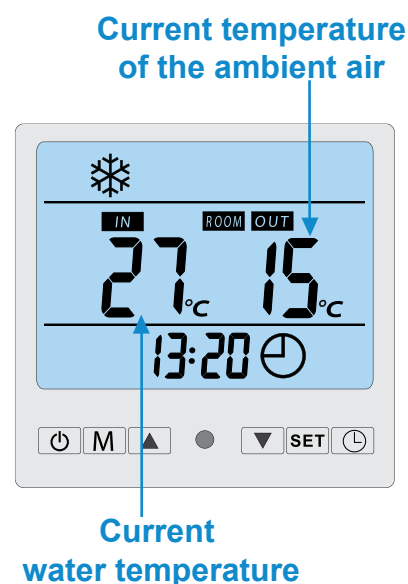 Current temperature
of the ambient air
IN ROOM OUT
27°C 15°C
13:20
M SET
Current
water temperature